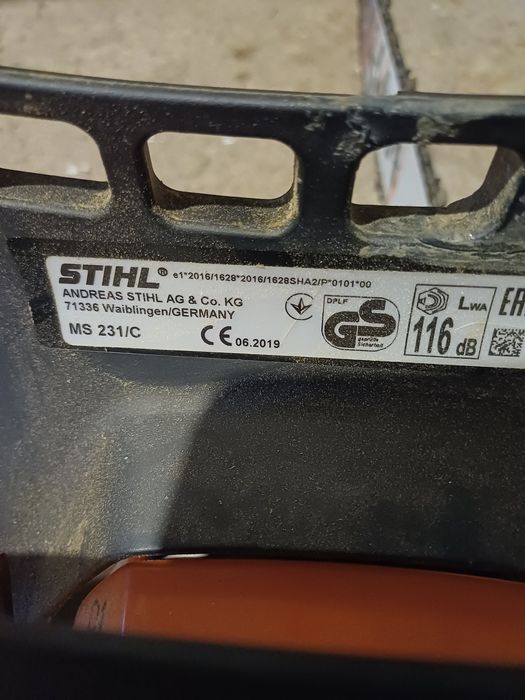 STIHL® e1*2016/1628*2016/1628SHA2/P*0101*00
ANDREAS STIHL AG & Co. KG
71336 Waiblingen/GERMANY
MS 231/C
CE 06.2019
DPLF
GS
geprüfte
Sicherheit
LWA
116 dB